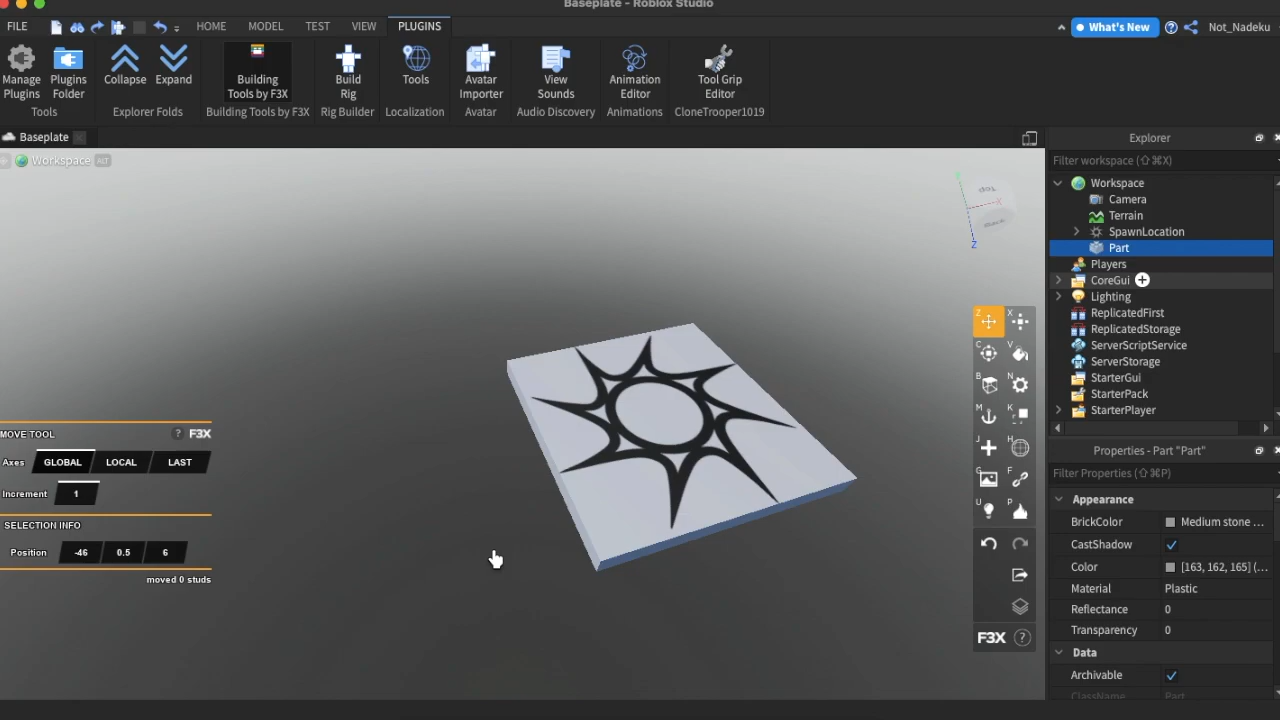 Baseplate - Roblox Studio
FILE HOME MODEL TEST VIEW PLUGINS What's New Not_Nadeku
Manage Plugins Plugins Folder Collapse Expand Building Tools by F3X Build Rig Tools Avatar Importer View Sounds Animation Editor Tool Grip Editor
Tools Explorer Folds Building Tools by F3X Rig Builder Localization Avatar Audio Discovery Animations CloneTrooper1019
Baseplate
Workspace ALT
MOVE TOOL ? F3X
Axes GLOBAL LOCAL LAST
Increment 1
SELECTION INFO
Position -46 0.5 6
moved 0 studs
Y
X
Z
Top
Z X
C V
B N
M K
J H
G F
U P
F3X ?
Explorer
Filter workspace (⇧⌘X)
Workspace
Camera
Terrain
SpawnLocation
Part
Players
CoreGui
Lighting
ReplicatedFirst
ReplicatedStorage
ServerScriptService
ServerStorage
StarterGui
StarterPack
StarterPlayer
Properties - Part "Part"
Filter Properties (⇧⌘P)
Appearance
BrickColor Medium stone ...
CastShadow
Color [163, 162, 165] (...
Material Plastic
Reflectance 0
Transparency 0
Data
Archivable
ClassName Part